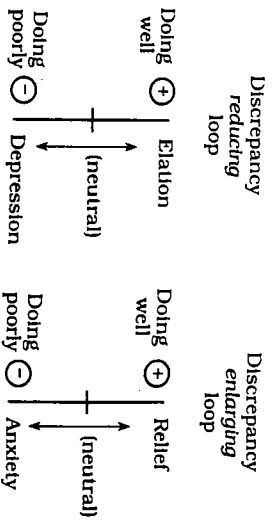 Discrepancy
reducing
loop
Doing
well
+
Elation
(neutral)
Doing
poorly
−
Depression
Discrepancy
enlarging
loop
Doing
well
+
Relief
(neutral)
Doing
poorly
−
Anxiety